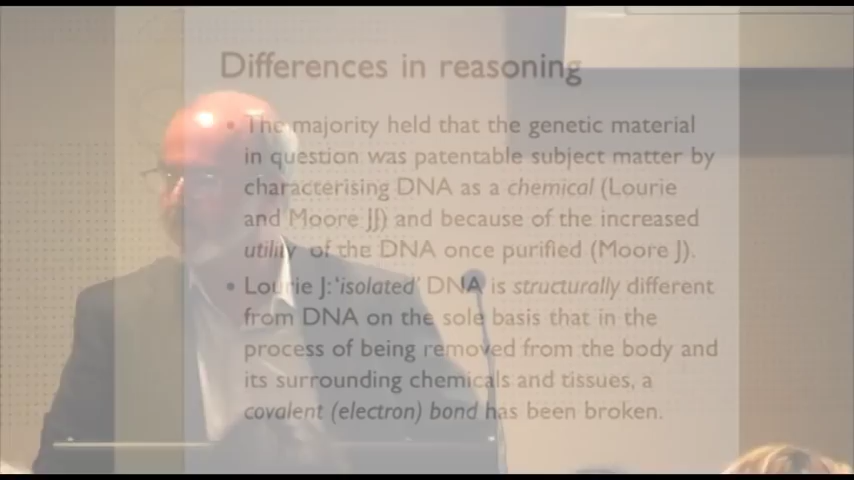 Differences in reasoning
• The majority held that the genetic material
in question was patentable subject matter by
characterising DNA as a chemical (Lourie
and Moore JJ) and because of the increased
utility of the DNA once purified (Moore J).
• Lourie J: 'isolated' DNA is structurally different
from DNA on the sole basis that in the
process of being removed from the body and
its surrounding chemicals and tissues, a
covalent (electron) bond has been broken.